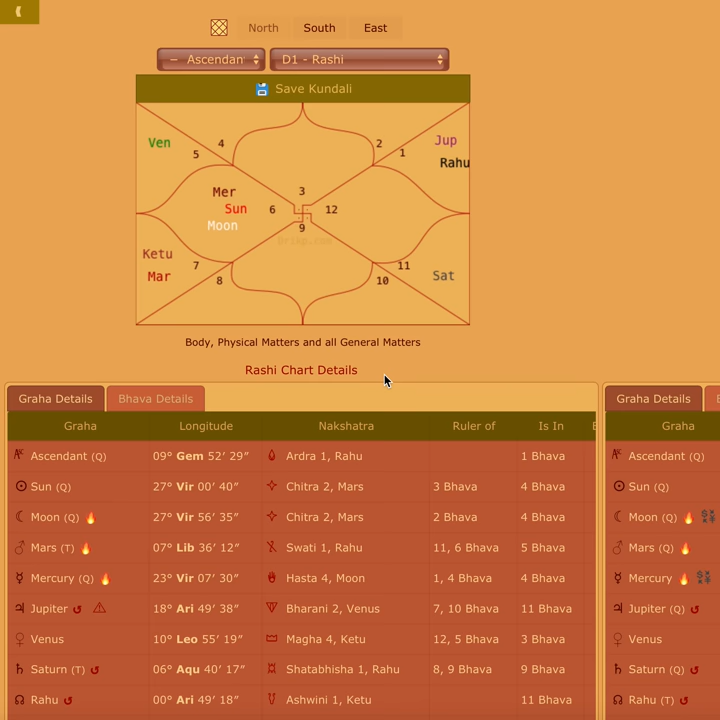 North South East
— Ascendan D1 - Rashi
Save Kundali
Ven 4 2 Jup
5 1 Rahu
Mer 3
Sun 6 12
Moon 9
drikp.com
Ketu 7 11 Sat
Mar 8 10
Body, Physical Matters and all General Matters
Rashi Chart Details
Graha Details Bhava Details Graha Details
Graha Longitude Nakshatra Ruler of Is In Graha
Ascendant (Q) 09° Gem 52′ 29″ Ardra 1, Rahu 1 Bhava Ascendant (Q)
Sun (Q) 27° Vir 00′ 40″ Chitra 2, Mars 3 Bhava 4 Bhava Sun (Q)
Moon (Q) 27° Vir 56′ 35″ Chitra 2, Mars 2 Bhava 4 Bhava Moon (Q)
Mars (T) 07° Lib 36′ 12″ Swati 1, Rahu 11, 6 Bhava 5 Bhava Mars (Q)
Mercury (Q) 23° Vir 07′ 30″ Hasta 4, Moon 1, 4 Bhava 4 Bhava Mercury
Jupiter 18° Ari 49′ 38″ Bharani 2, Venus 7, 10 Bhava 11 Bhava Jupiter (Q)
Venus 10° Leo 55′ 19″ Magha 4, Ketu 12, 5 Bhava 3 Bhava Venus
Saturn (T) 06° Aqu 40′ 17″ Shatabhisha 1, Rahu 8, 9 Bhava 9 Bhava Saturn (Q)
Rahu 00° Ari 49′ 18″ Ashwini 1, Ketu 11 Bhava Rahu (T)